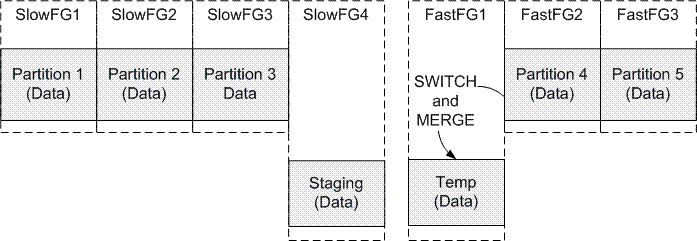 SlowFG1 SlowFG2 SlowFG3 SlowFG4 FastFG1 FastFG2 FastFG3
Partition 1 Partition 2 Partition 3 Partition 4 Partition 5
(Data) (Data) Data (Data) (Data)
SWITCH
and
MERGE
Staging Temp
(Data) (Data)